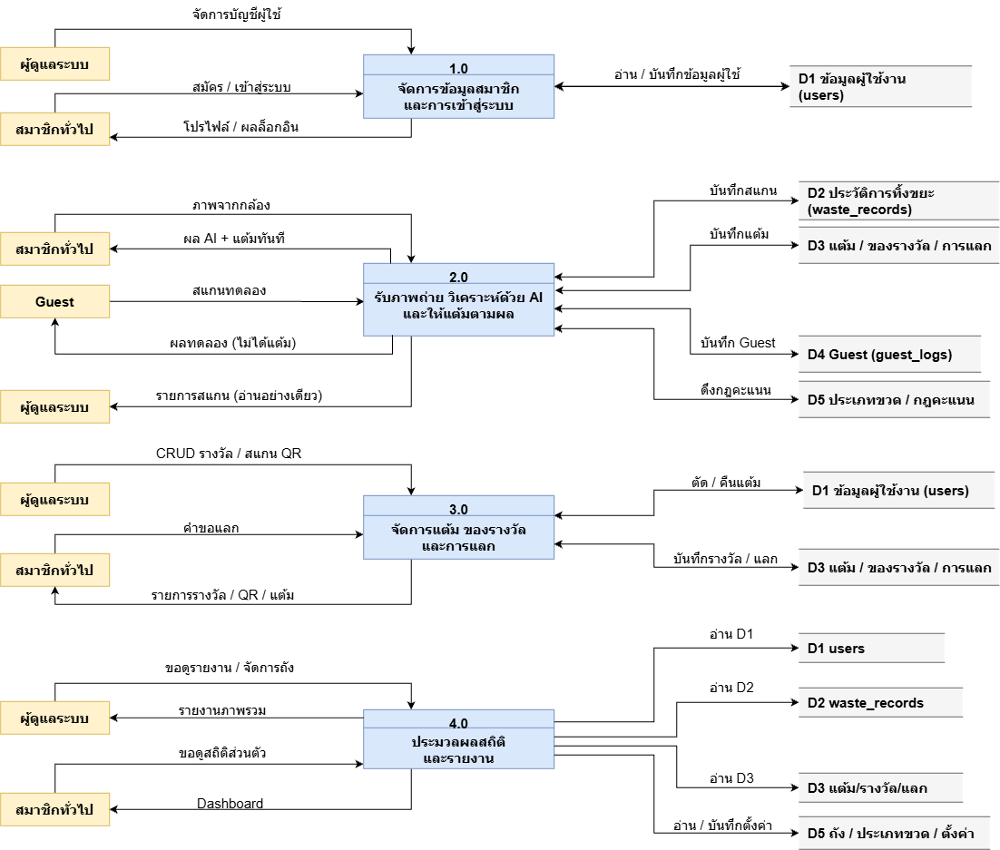 จัดการบัญชีผู้ใช้
ผู้ดูแลระบบ
1.0
จัดการข้อมูลสมาชิก
และการเข้าสู่ระบบ
อ่าน / บันทึกข้อมูลผู้ใช้
D1 ข้อมูลผู้ใช้งาน
(users)
สมัคร / เข้าสู่ระบบ
สมาชิกทั่วไป
โปรไฟล์ / ผลล็อกอิน
ภาพจากกล้อง
สมาชิกทั่วไป
ผล AI + แต้มทันที
สแกนทดลอง
Guest
ผลทดลอง (ไม่ได้แต้ม)
รายการสแกน (อ่านอย่างเดียว)
ผู้ดูแลระบบ
2.0
รับภาพถ่าย วิเคราะห์ด้วย AI
และให้แต้มตามผล
บันทึกสแกน
D2 ประวัติการทิ้งขยะ
(waste_records)
บันทึกแต้ม
D3 แต้ม / ของรางวัล / การแลก
บันทึก Guest
D4 Guest (guest_logs)
ดึงกฎคะแนน
D5 ประเภทขวด / กฎคะแนน
CRUD รางวัล / สแกน QR
ผู้ดูแลระบบ
คำขอแลก
สมาชิกทั่วไป
รายการรางวัล / QR / แต้ม
3.0
จัดการแต้ม ของรางวัล
และการแลก
ตัด / คืนแต้ม
D1 ข้อมูลผู้ใช้งาน (users)
บันทึกรางวัล / แลก
D3 แต้ม / ของรางวัล / การแลก
ขอดูรายงาน / จัดการถัง
ผู้ดูแลระบบ
รายงานภาพรวม
ขอดูสถิติส่วนตัว
สมาชิกทั่วไป
Dashboard
4.0
ประมวลผลสถิติ
และรายงาน
อ่าน D1
D1 users
อ่าน D2
D2 waste_records
อ่าน D3
D3 แต้ม/รางวัล/แลก
อ่าน / บันทึกตั้งค่า
D5 ถัง / ประเภทขวด / ตั้งค่า